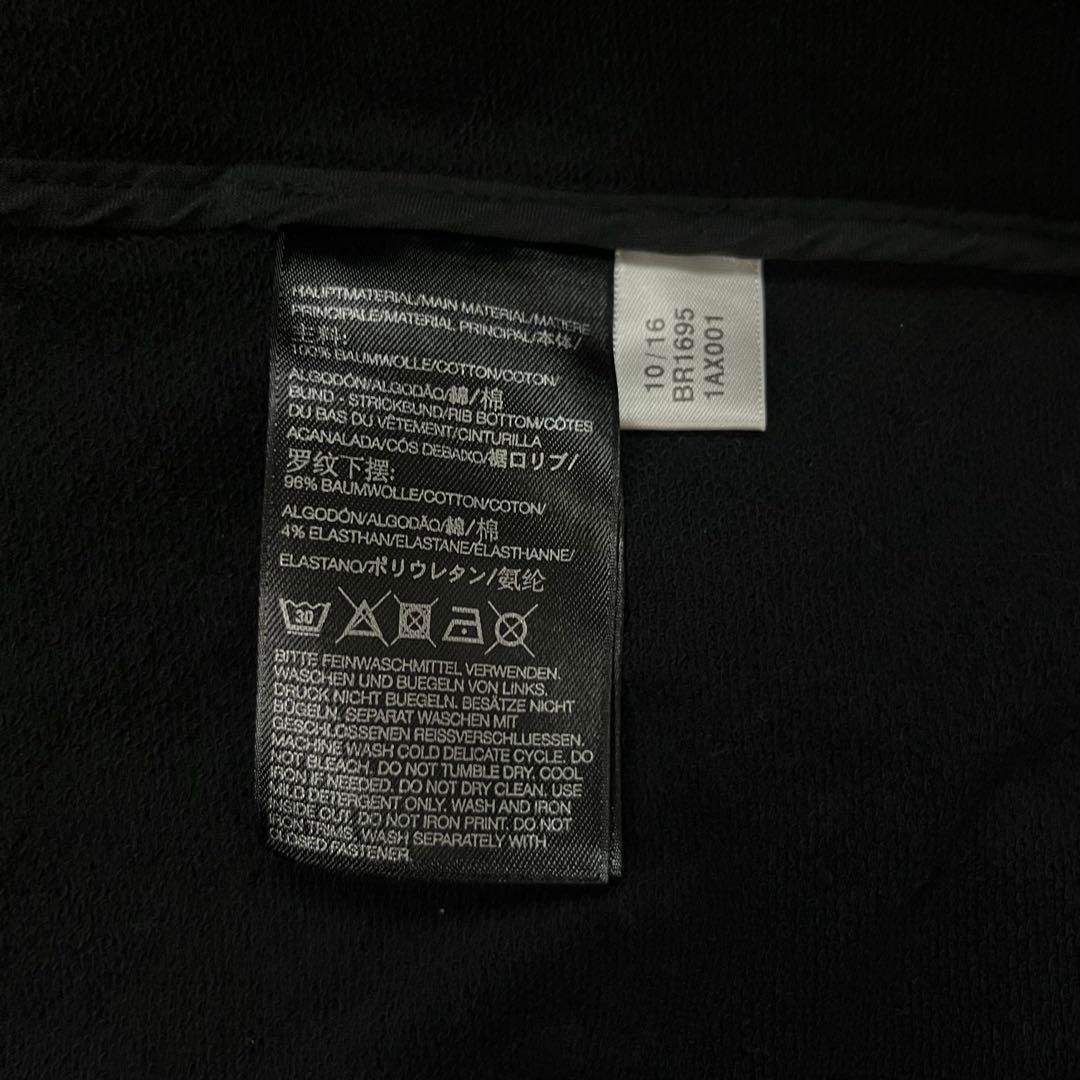 HAUPTMATERIAL/MAIN MATERIAL/MATIERE
PRINCIPALE/MATERIAL PRINCIPAL/本体/
主料:
100% BAUMWOLLE/COTTON/COTON/
ALGODÓN/ALGODÃO/綿/棉
BUND - STRICKBUND/RIB BOTTOM/CÔTES
DU BAS DU VÊTEMENT/CINTURILLA
ACANALADA/CÓS DEBAIXO/裾口リブ/
罗纹下摆:
96% BAUMWOLLE/COTTON/COTON/
ALGODÓN/ALGODÃO/綿/棉
4% ELASTHAN/ELASTANE/ÉLASTHANNE/
ELASTANO/ポリウレタン/氨纶
30
BITTE FEINWASCHMITTEL VERWENDEN.
WASCHEN UND BUEGELN VON LINKS.
DRUCK NICHT BUEGELN. BESÄTZE NICHT
BÜGELN. SEPARAT WASCHEN MIT
GESCHLOSSENEN REISSVERSCHLUESSEN.
MACHINE WASH COLD DELICATE CYCLE. DO
NOT BLEACH. DO NOT TUMBLE DRY. COOL
IRON IF NEEDED. DO NOT DRY CLEAN. USE
MILD DETERGENT ONLY. WASH AND IRON
INSIDE OUT. DO NOT IRON PRINT. DO NOT
IRON TRIMS. WASH SEPARATELY WITH
CLOSED FASTENER.
10/16
BR1695
1AX001